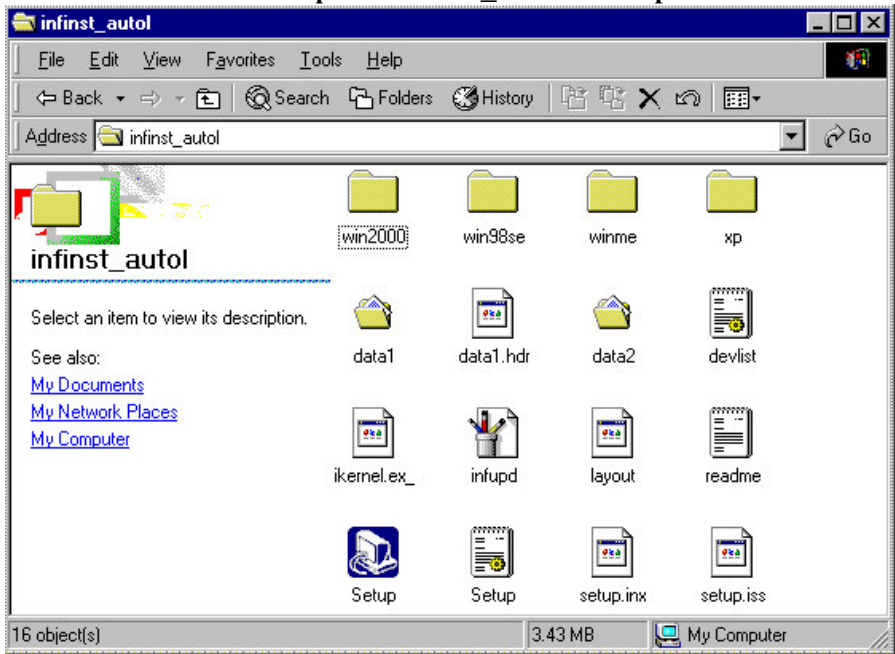 infinst_autol
File Edit View Favorites Tools Help
Back Search Folders History
Address infinst_autol Go
infinst_autol
Select an item to view its description.
See also:
My Documents
My Network Places
My Computer
win2000 win98se winme xp
data1 data1.hdr data2 devlist
ikernel.ex_ infupd layout readme
Setup Setup setup.inx setup.iss
16 object(s) 3.43 MB My Computer